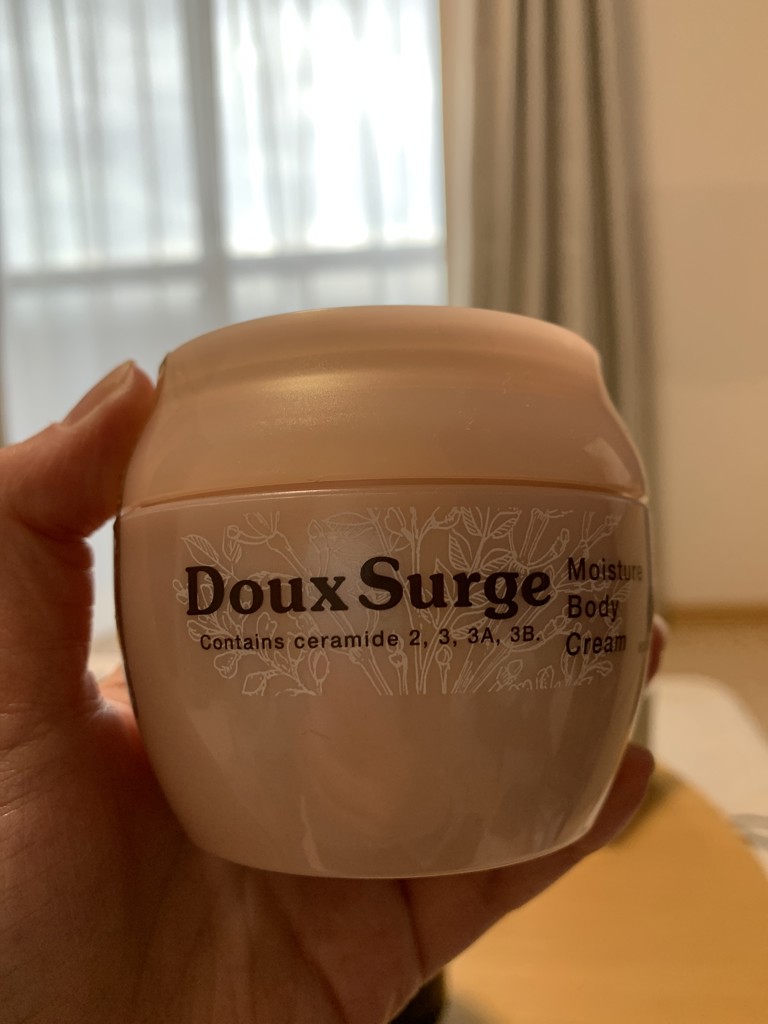 Doux Surge
Contains ceramide 2, 3, 3A, 3B.
Moisture
Body
Cream